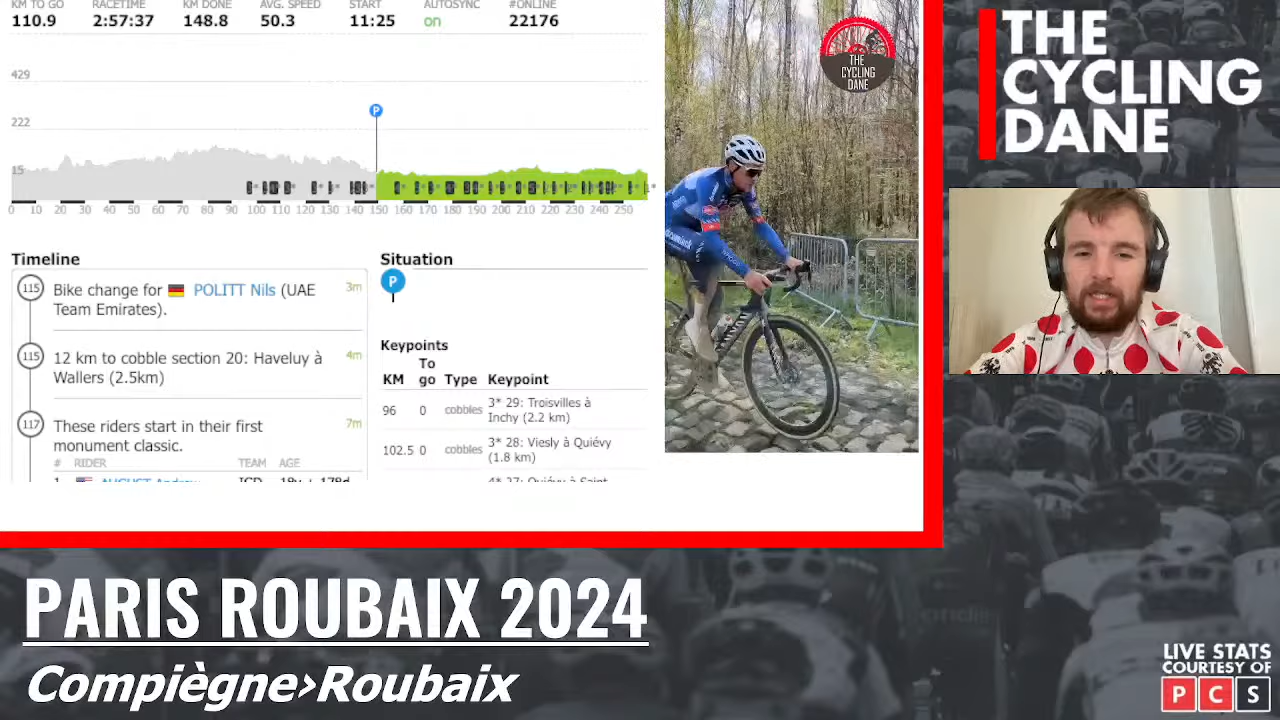 KM TO GO RACETIME KM DONE AVG. SPEED START AUTOSYNC #ONLINE
110.9 2:57:37 148.8 50.3 11:25 on 22176
429
222
15
P
0 10 20 30 40 50 60 70 80 90 100 110 120 130 140 150 160 170 180 190 200 210 220 230 240 250
Timeline
115 Bike change for POLITT Nils (UAE Team Emirates). 3m
115 12 km to cobble section 20: Haveluy à Wallers (2.5km) 4m
117 These riders start in their first monument classic. 7m
# RIDER TEAM AGE
Situation
P
Keypoints
KM To go Type Keypoint
96 0 cobbles 3* 29: Troisvilles à Inchy (2.2 km)
102.5 0 cobbles 3* 28: Viesly à Quiévy (1.8 km)
THE
CYCLING
DANE
THE
CYCLING
DANE
PARIS ROUBAIX 2024
Compiègne›Roubaix
LIVE STATS
COURTESY OF
PCS